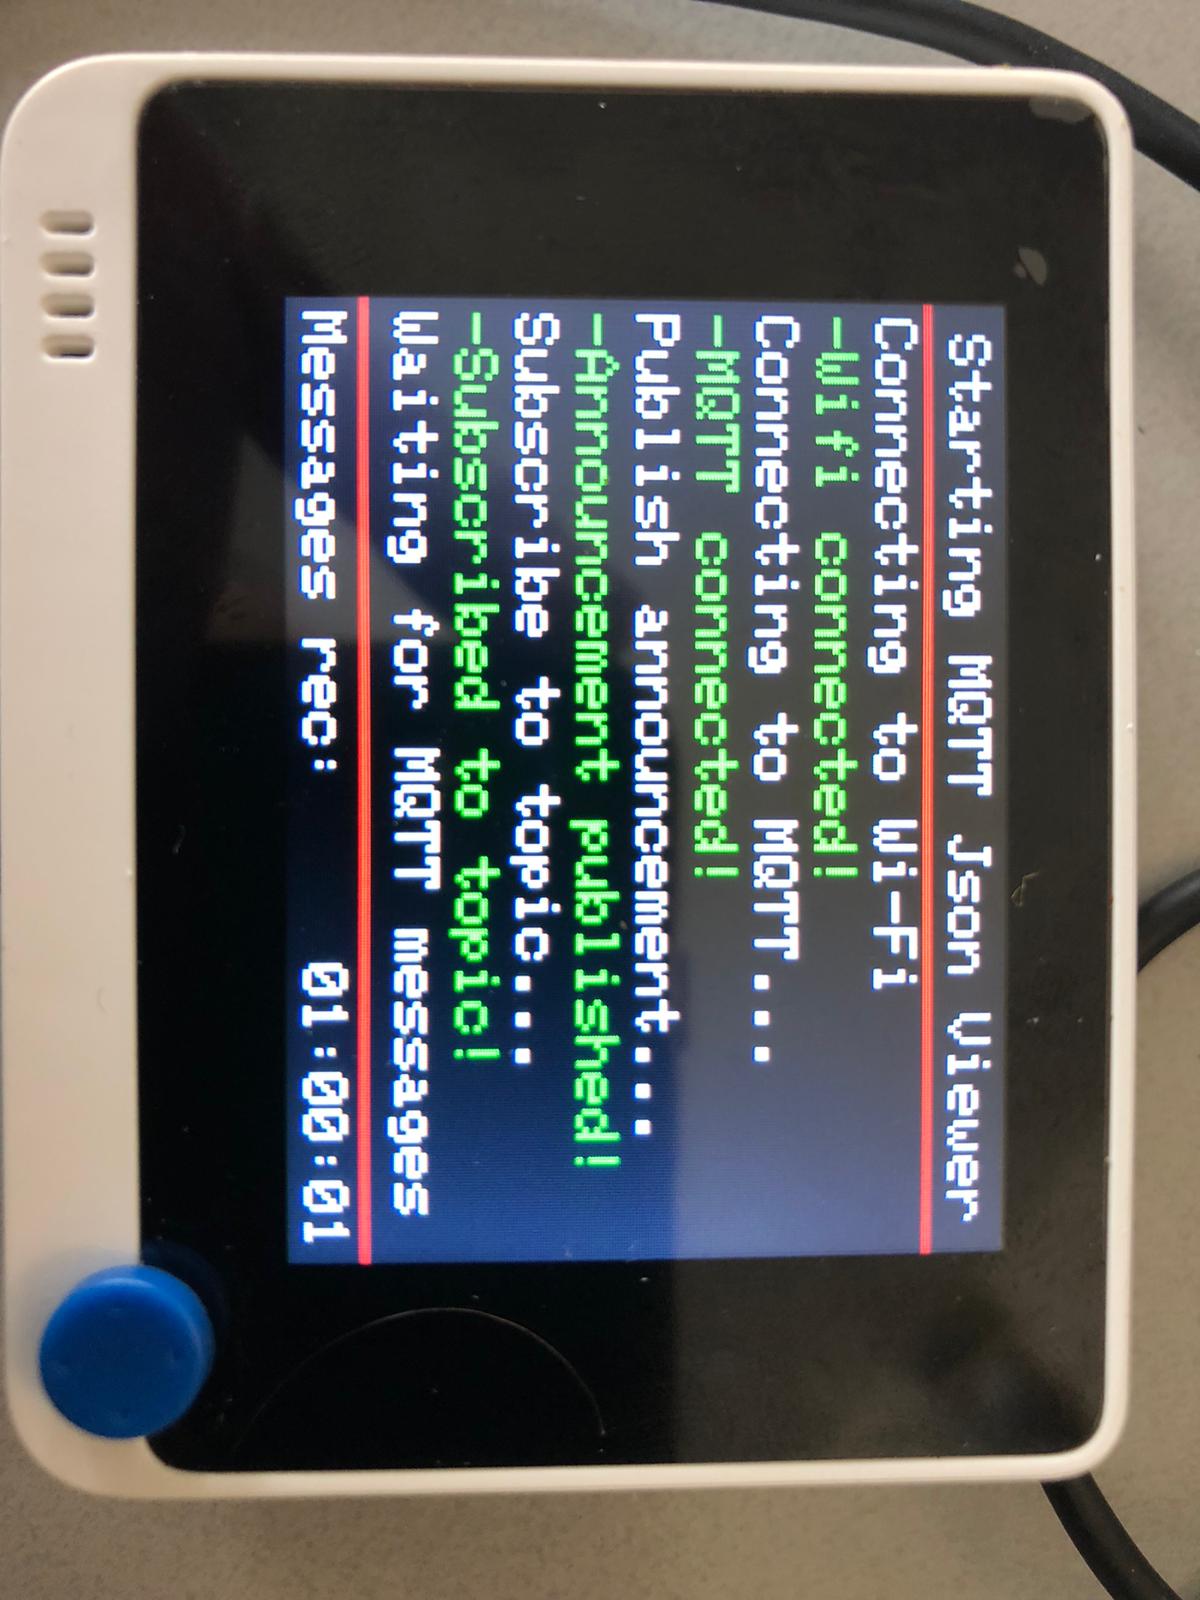 Starting MQTT Json Viewer
Connecting to Wi-Fi
-Wifi connected!
Connecting to MQTT...
-MQTT connected!
Publish announcement...
-Announcement published!
Subscribe to topic...
-Subscribed to topic!
Waiting for MQTT messages
Messages rec: 01:00:01